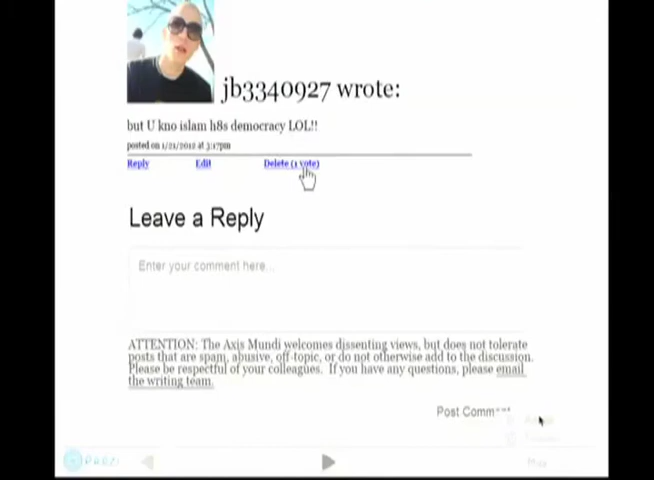 jb3340927 wrote:
but U kno islam h8s democracy LOL!!
posted on 1/21/2012 at 3:17pm
Reply Edit Delete (1 vote)
Leave a Reply
Enter your comment here...
ATTENTION: The Axis Mundi welcomes dissenting views, but does not tolerate
posts that are spam, abusive, off-topic, or do not otherwise add to the discussion.
Please be respectful of your colleagues. If you have any questions, please email
the writing team.
Post Comment
Prezi